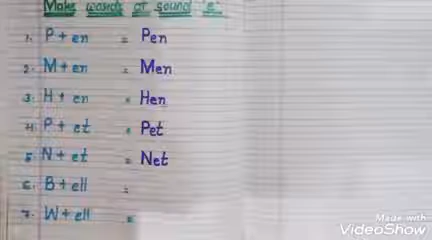 Make words of sound "e"
1. P + en = Pen
2. M + en = Men
3. H + en = Hen
4. P + et = Pet
5. N + et = Net
6. B + ell =
7. W + ell =
Made with
VideoShow